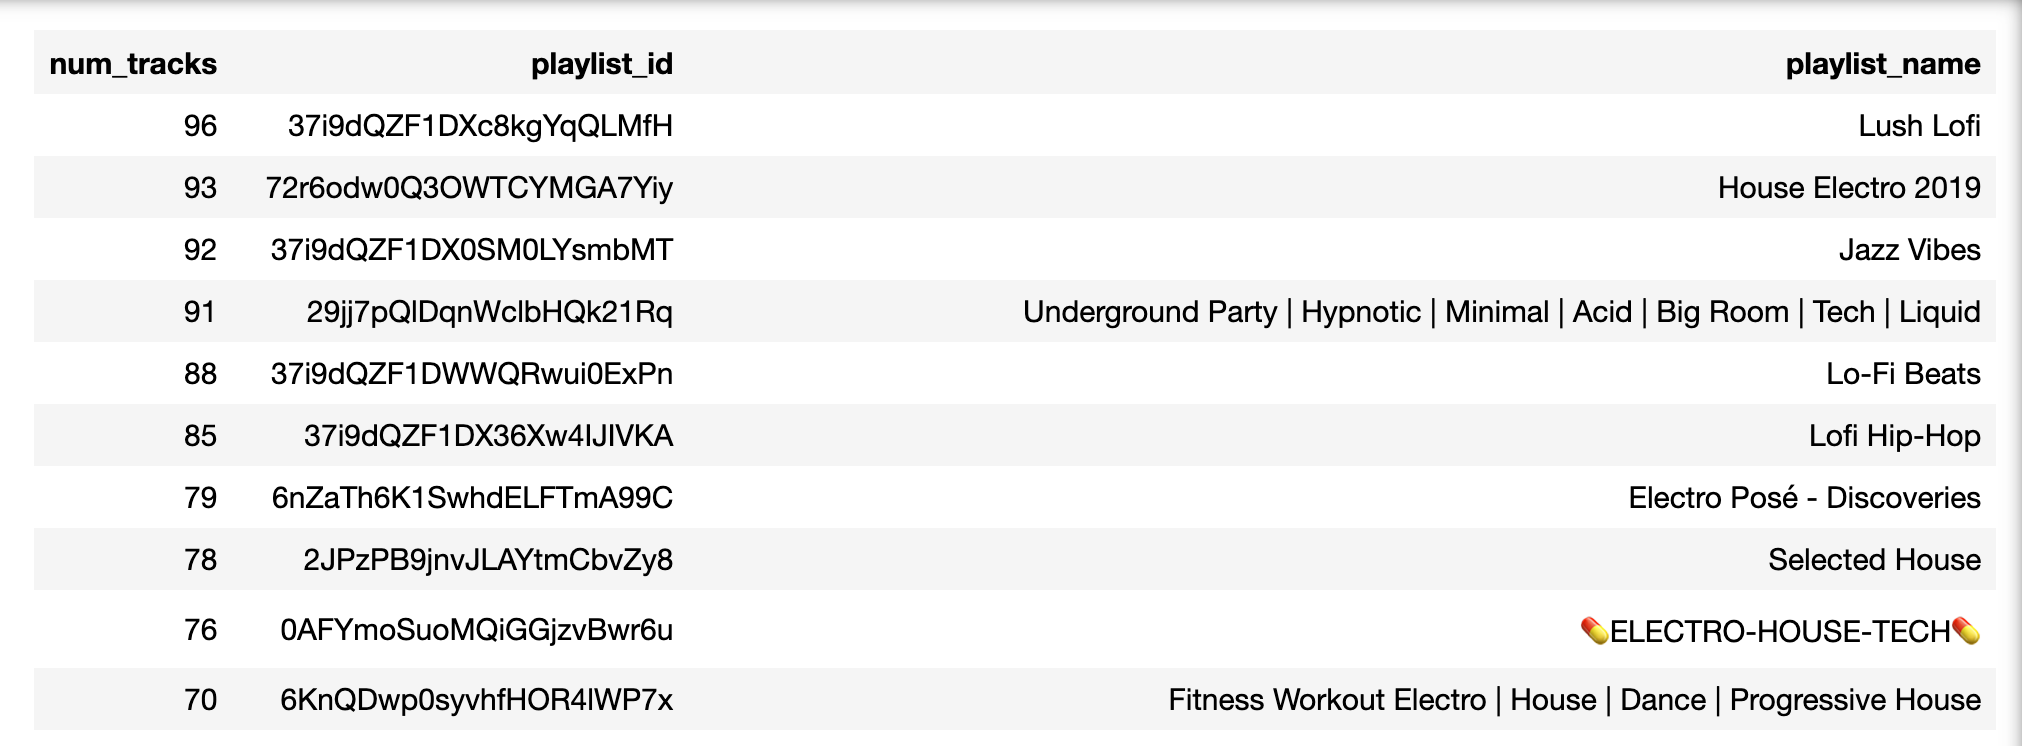 num_tracks playlist_id playlist_name
96 37i9dQZF1DXc8kgYqQLMfH Lush Lofi
93 72r6odw0Q3OWTCYMGA7Yiy House Electro 2019
92 37i9dQZF1DX0SM0LYsmbMT Jazz Vibes
91 29jj7pQlDqnWclbHQk21Rq Underground Party | Hypnotic | Minimal | Acid | Big Room | Tech | Liquid
88 37i9dQZF1DWWQRwui0ExPn Lo-Fi Beats
85 37i9dQZF1DX36Xw4IJIVKA Lofi Hip-Hop
79 6nZaTh6K1SwhdELFTmA99C Electro Posé - Discoveries
78 2JPzPB9jnvJLAYtmCbvZy8 Selected House
76 0AFYmoSuoMQiGGjzvBwr6u 💊ELECTRO-HOUSE-TECH💊
70 6KnQDwp0syvhfHOR4lWP7x Fitness Workout Electro | House | Dance | Progressive House